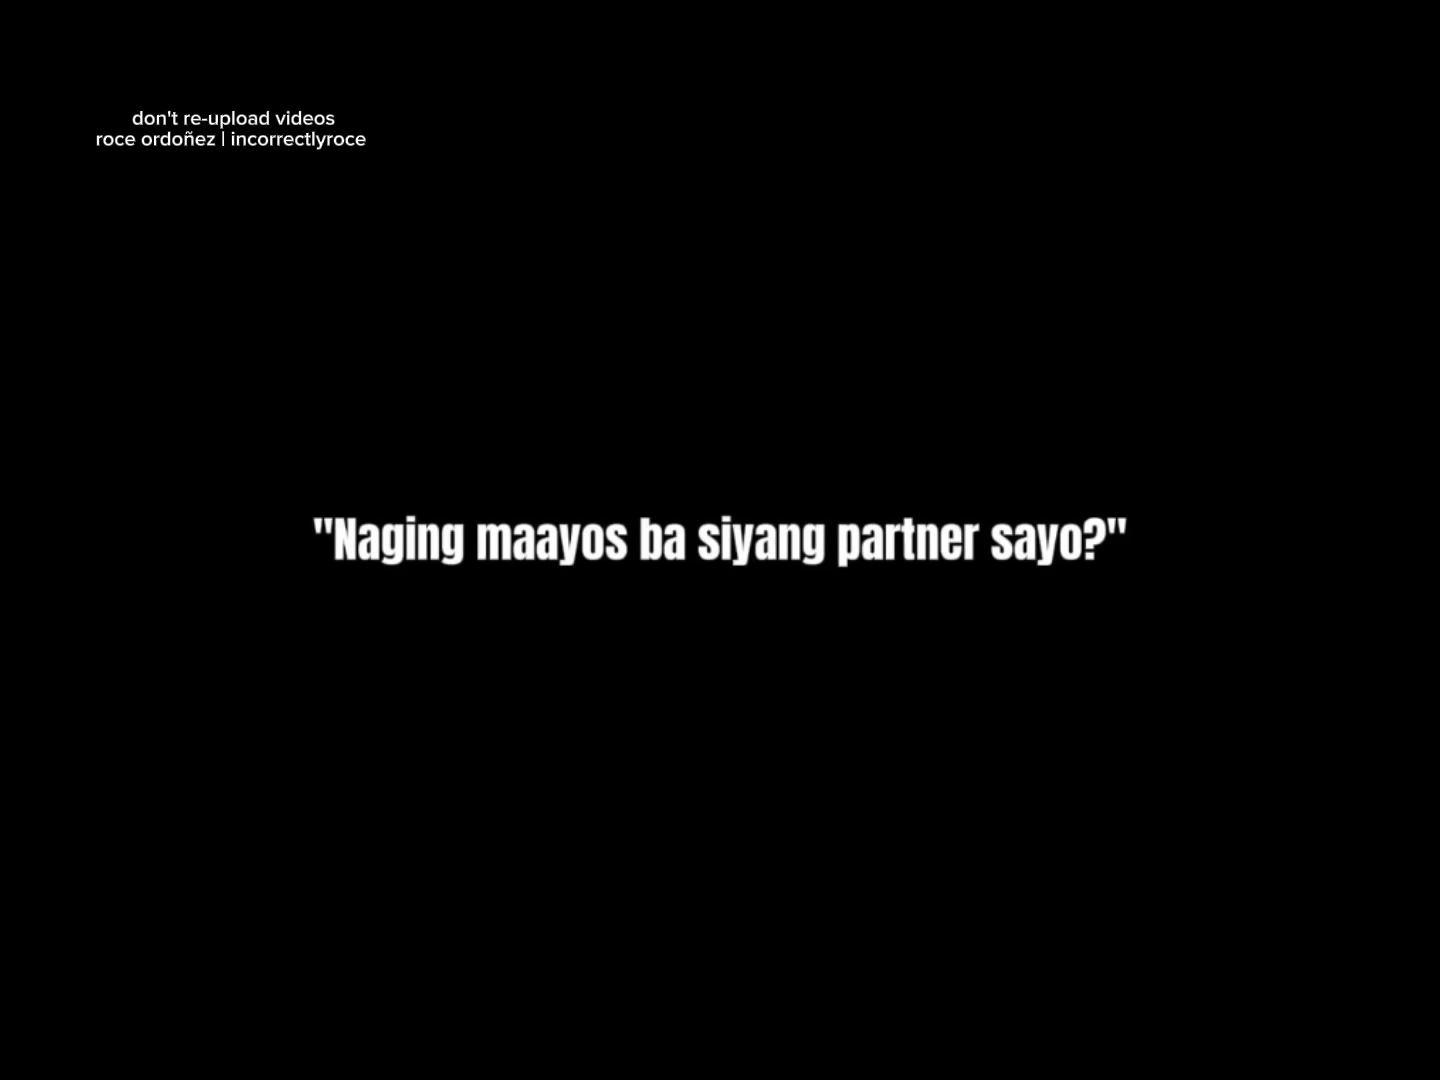 don't re-upload videos
roce ordoñez | incorrectlyroce
"Naging maayos ba siyang partner sayo?"